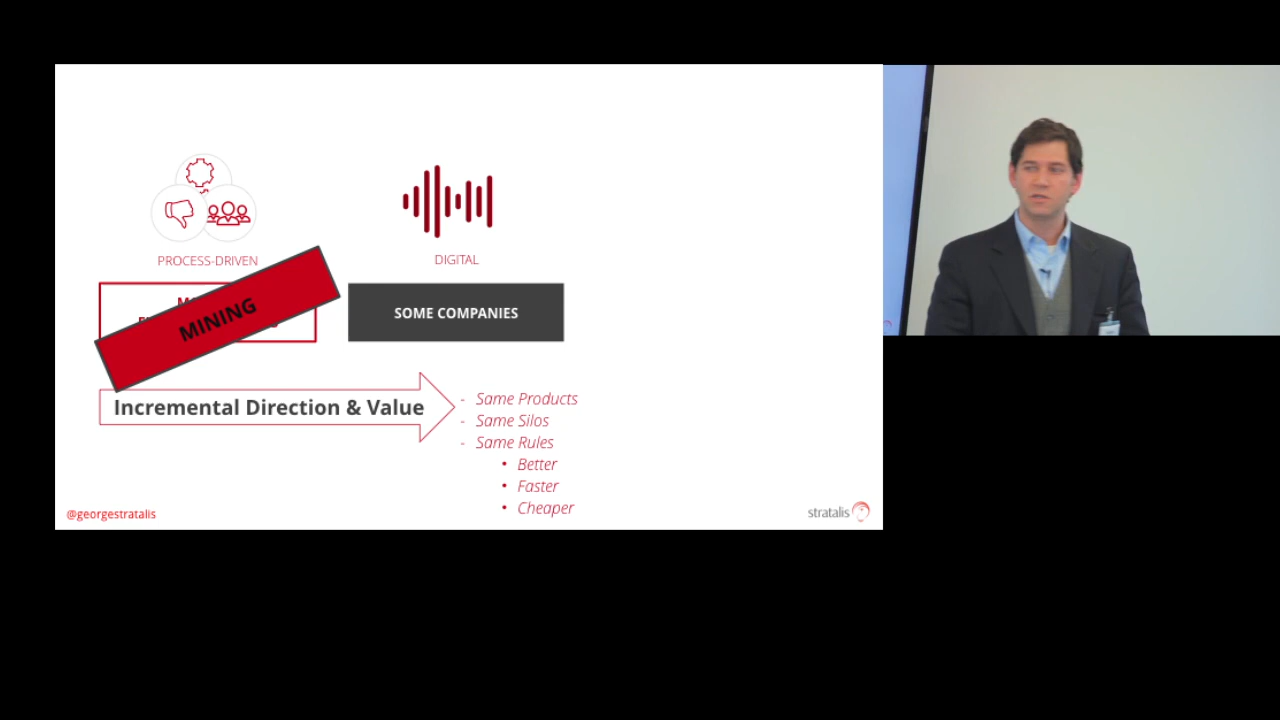 PROCESS-DRIVEN
DIGITAL
MINING
SOME COMPANIES
Incremental Direction & Value
- Same Products
- Same Silos
- Same Rules
• Better
• Faster
• Cheaper
@georgestratalis
stratalis